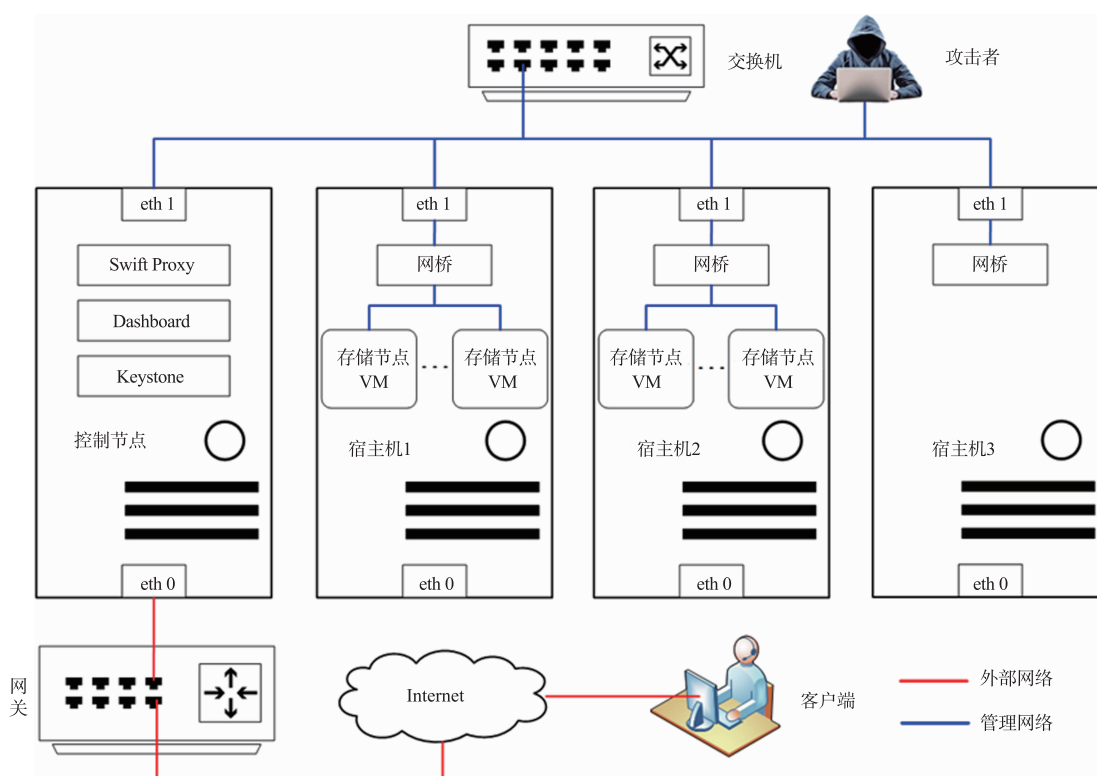 交换机
攻击者
eth 1
eth 1
eth 1
eth 1
Swift Proxy
Dashboard
Keystone
控制节点
网桥
存储节点
VM
...
存储节点
VM
宿主机1
网桥
存储节点
VM
...
存储节点
VM
宿主机2
网桥
宿主机3
eth 0
eth 0
eth 0
eth 0
网
关
Internet
客户端
外部网络
管理网络